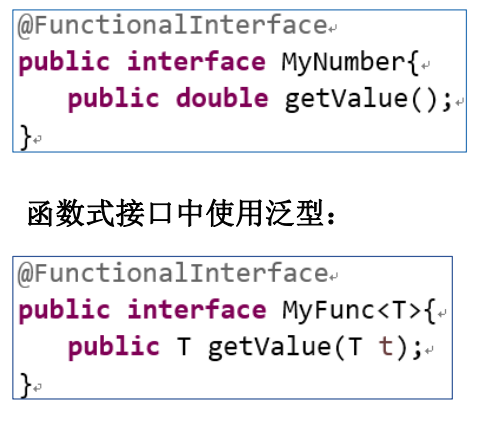 @FunctionalInterface
public interface MyNumber{
public double getValue();
}
函数式接口中使用泛型：
@FunctionalInterface
public interface MyFunc<T>{
public T getValue(T t);
}